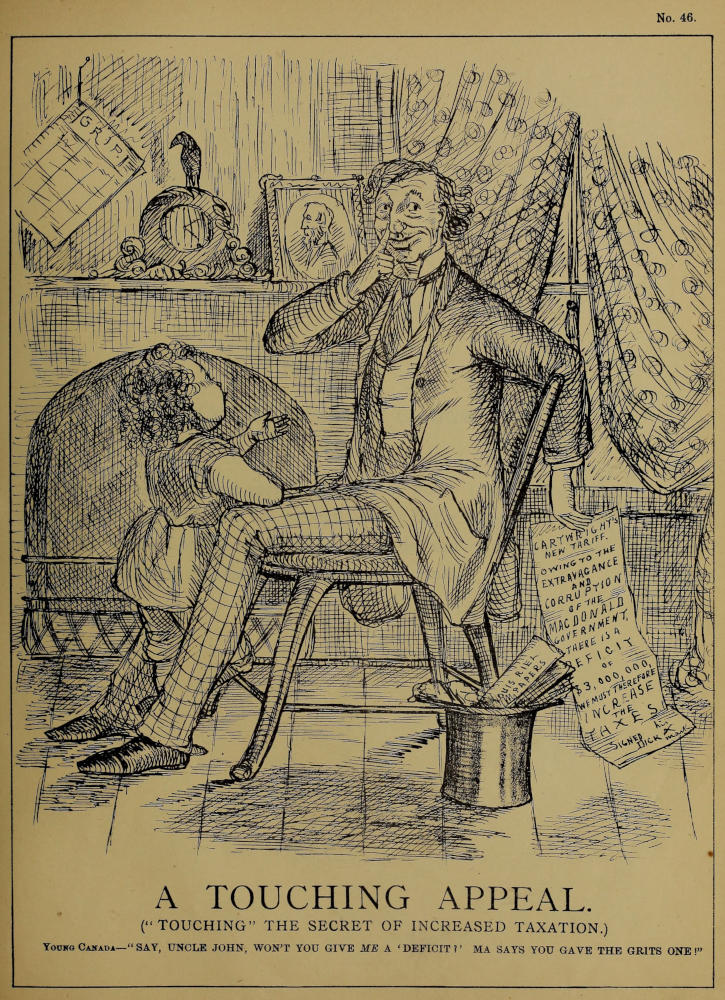 No. 46.
GRIP
CARTWRIGHT'S
NEW TARIFF.
OWING TO THE
EXTRAVAGANCE
AND
CORRUPTION
OF THE
MACDONALD
GOVERNMENT,
THERE IS A
DEFICIT
OF
$3,000,000,
WE MUST THEREFORE
INCREASE
THE
TAXES
SIGNED
DICK
PAPERS
A TOUCHING APPEAL.
("TOUCHING" THE SECRET OF INCREASED TAXATION.)
YOUNG CANADA—"SAY, UNCLE JOHN, WON'T YOU GIVE ME A 'DEFICIT?' MA SAYS YOU GAVE THE GRITS ONE!"